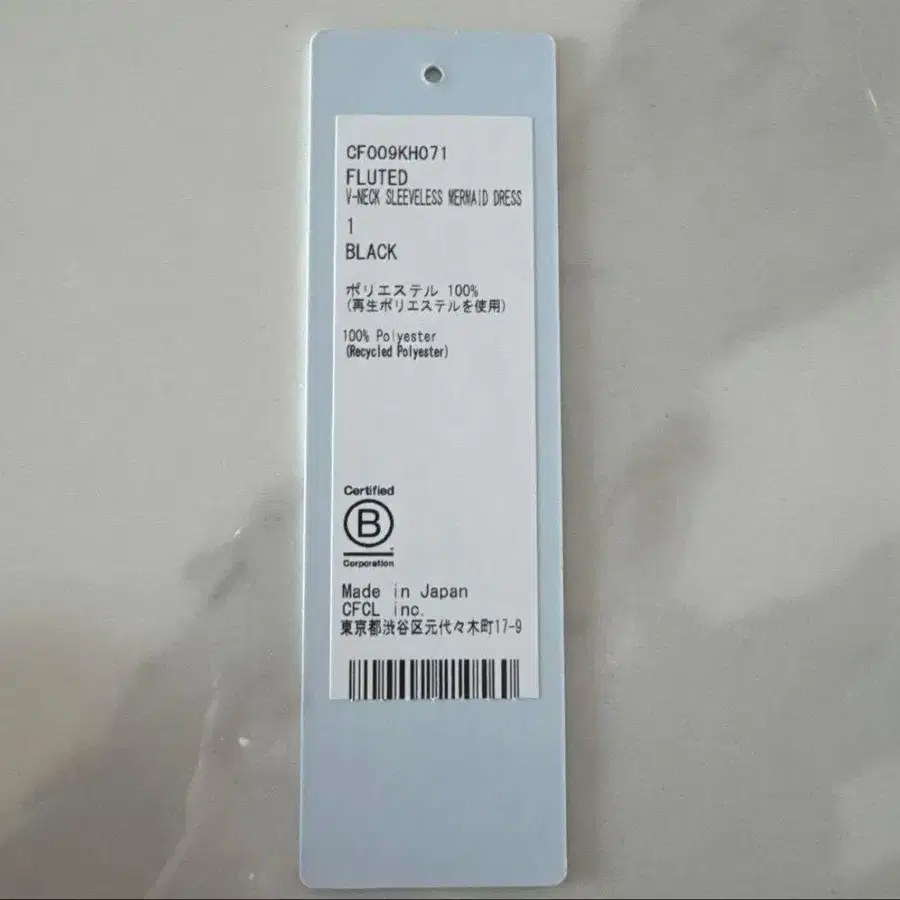 CF009KH071
FLUTED
V-NECK SLEEVELESS MERMAID DRESS
1
BLACK
ポリエステル 100%
(再生ポリエステルを使用)
100% Polyester
(Recycled Polyester)
Certified
B
Corporation
Made in Japan
CFCL inc.
東京都渋谷区元代々木町17-9